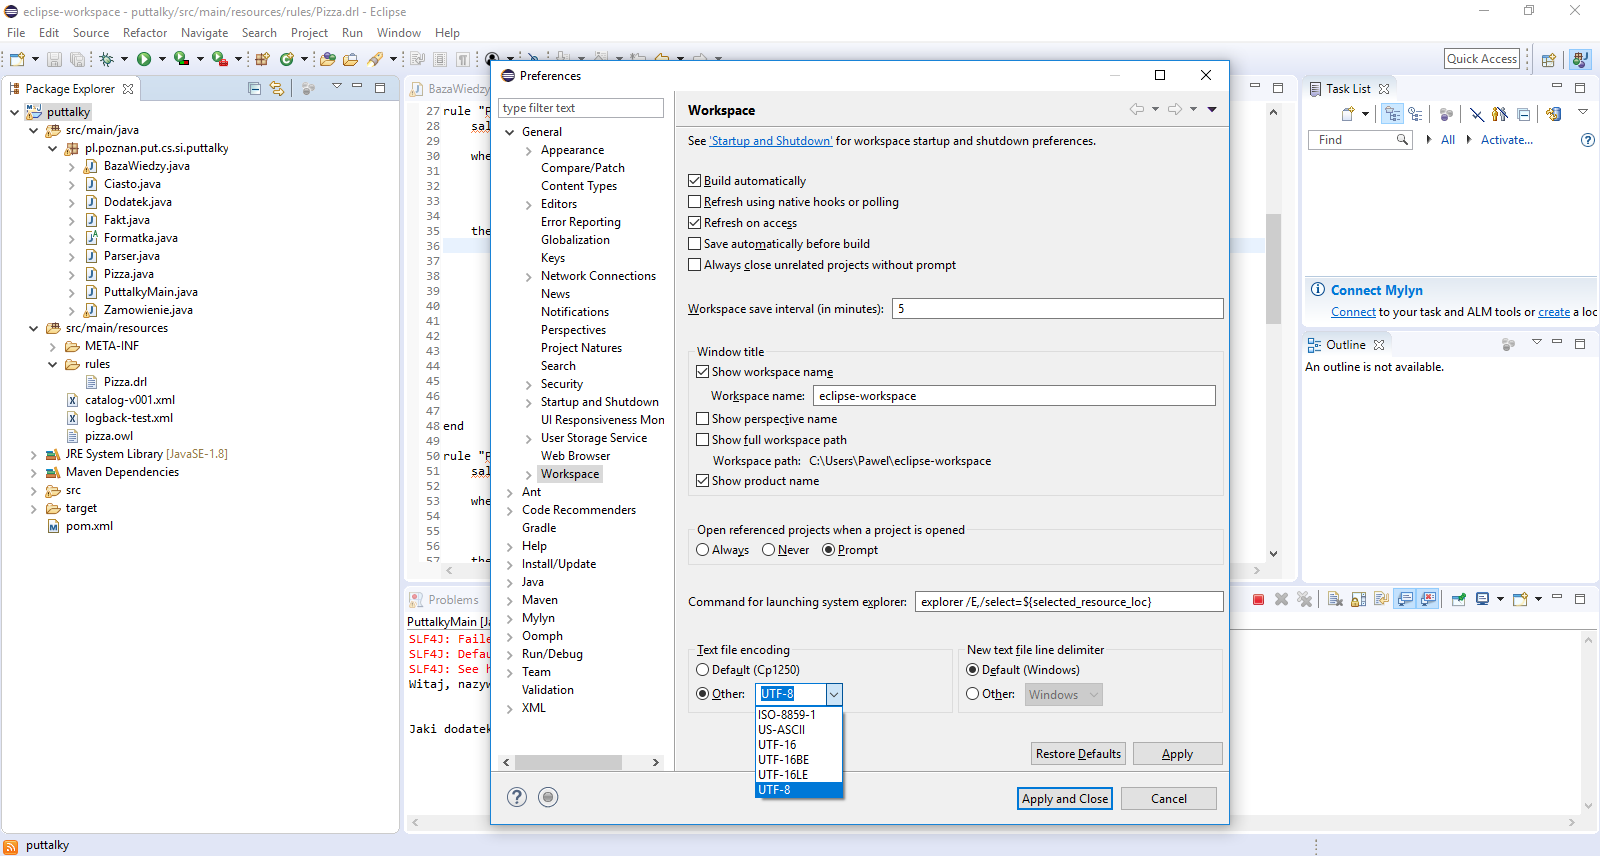 eclipse-workspace - puttalky/src/main/resources/rules/Pizza.drl - Eclipse
File Edit Source Refactor Navigate Search Project Run Window Help
Quick Access
Package Explorer
puttalky
src/main/java
pl.poznan.put.cs.si.puttalky
BazaWiedzy.java
Ciasto.java
Dodatek.java
Fakt.java
Formatka.java
Parser.java
Pizza.java
PuttalkyMain.java
Zamowienie.java
src/main/resources
META-INF
rules
Pizza.drl
catalog-v001.xml
logback-test.xml
pizza.owl
JRE System Library [JavaSE-1.8]
Maven Dependencies
src
target
pom.xml
BazaWiedzy
27 rule "
28 sal
29
30 whe
31
32
33
34
35 the
36
37
38
39
40
41
42
43
44
45
46
47
48 end
49
50 rule "
51 sal
52
53 whe
54
55
56
57 the
Problems
PuttalkyMain [Ja
SLF4J: Faile
SLF4J: Defau
SLF4J: See h
Witaj, nazyw
Jaki dodatek
Preferences
type filter text
General
Appearance
Compare/Patch
Content Types
Editors
Error Reporting
Globalization
Keys
Network Connections
News
Notifications
Perspectives
Project Natures
Search
Security
Startup and Shutdown
UI Responsiveness Mon
User Storage Service
Web Browser
Workspace
Ant
Code Recommenders
Gradle
Help
Install/Update
Java
Maven
Mylyn
Oomph
Run/Debug
Team
Validation
XML
Workspace
See 'Startup and Shutdown' for workspace startup and shutdown preferences.
Build automatically
Refresh using native hooks or polling
Refresh on access
Save automatically before build
Always close unrelated projects without prompt
Workspace save interval (in minutes): 5
Window title
Show workspace name
Workspace name: eclipse-workspace
Show perspective name
Show full workspace path
Workspace path: C:\Users\Pawel\eclipse-workspace
Show product name
Open referenced projects when a project is opened
Always Never Prompt
Command for launching system explorer: explorer /E,/select=${selected_resource_loc}
Text file encoding
Default (Cp1250)
Other: UTF-8
ISO-8859-1
US-ASCII
UTF-16
UTF-16BE
UTF-16LE
UTF-8
New text file line delimiter
Default (Windows)
Other: Windows
Restore Defaults Apply
Apply and Close Cancel
Task List
Find All Activate...
Connect Mylyn
Connect to your task and ALM tools or create a loc
Outline
An outline is not available.
puttalky